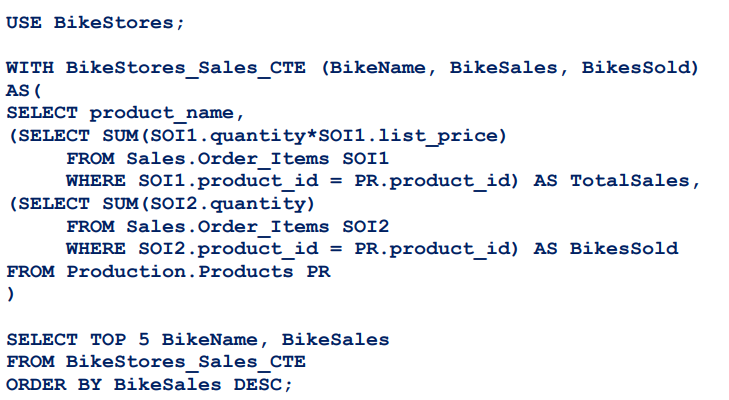 USE BikeStores;
WITH BikeStores_Sales_CTE (BikeName, BikeSales, BikesSold)
AS(
SELECT product_name,
(SELECT SUM(SOI1.quantity*SOI1.list_price)
FROM Sales.Order_Items SOI1
WHERE SOI1.product_id = PR.product_id) AS TotalSales,
(SELECT SUM(SOI2.quantity)
FROM Sales.Order_Items SOI2
WHERE SOI2.product_id = PR.product_id) AS BikesSold
FROM Production.Products PR
)
SELECT TOP 5 BikeName, BikeSales
FROM BikeStores_Sales_CTE
ORDER BY BikeSales DESC;